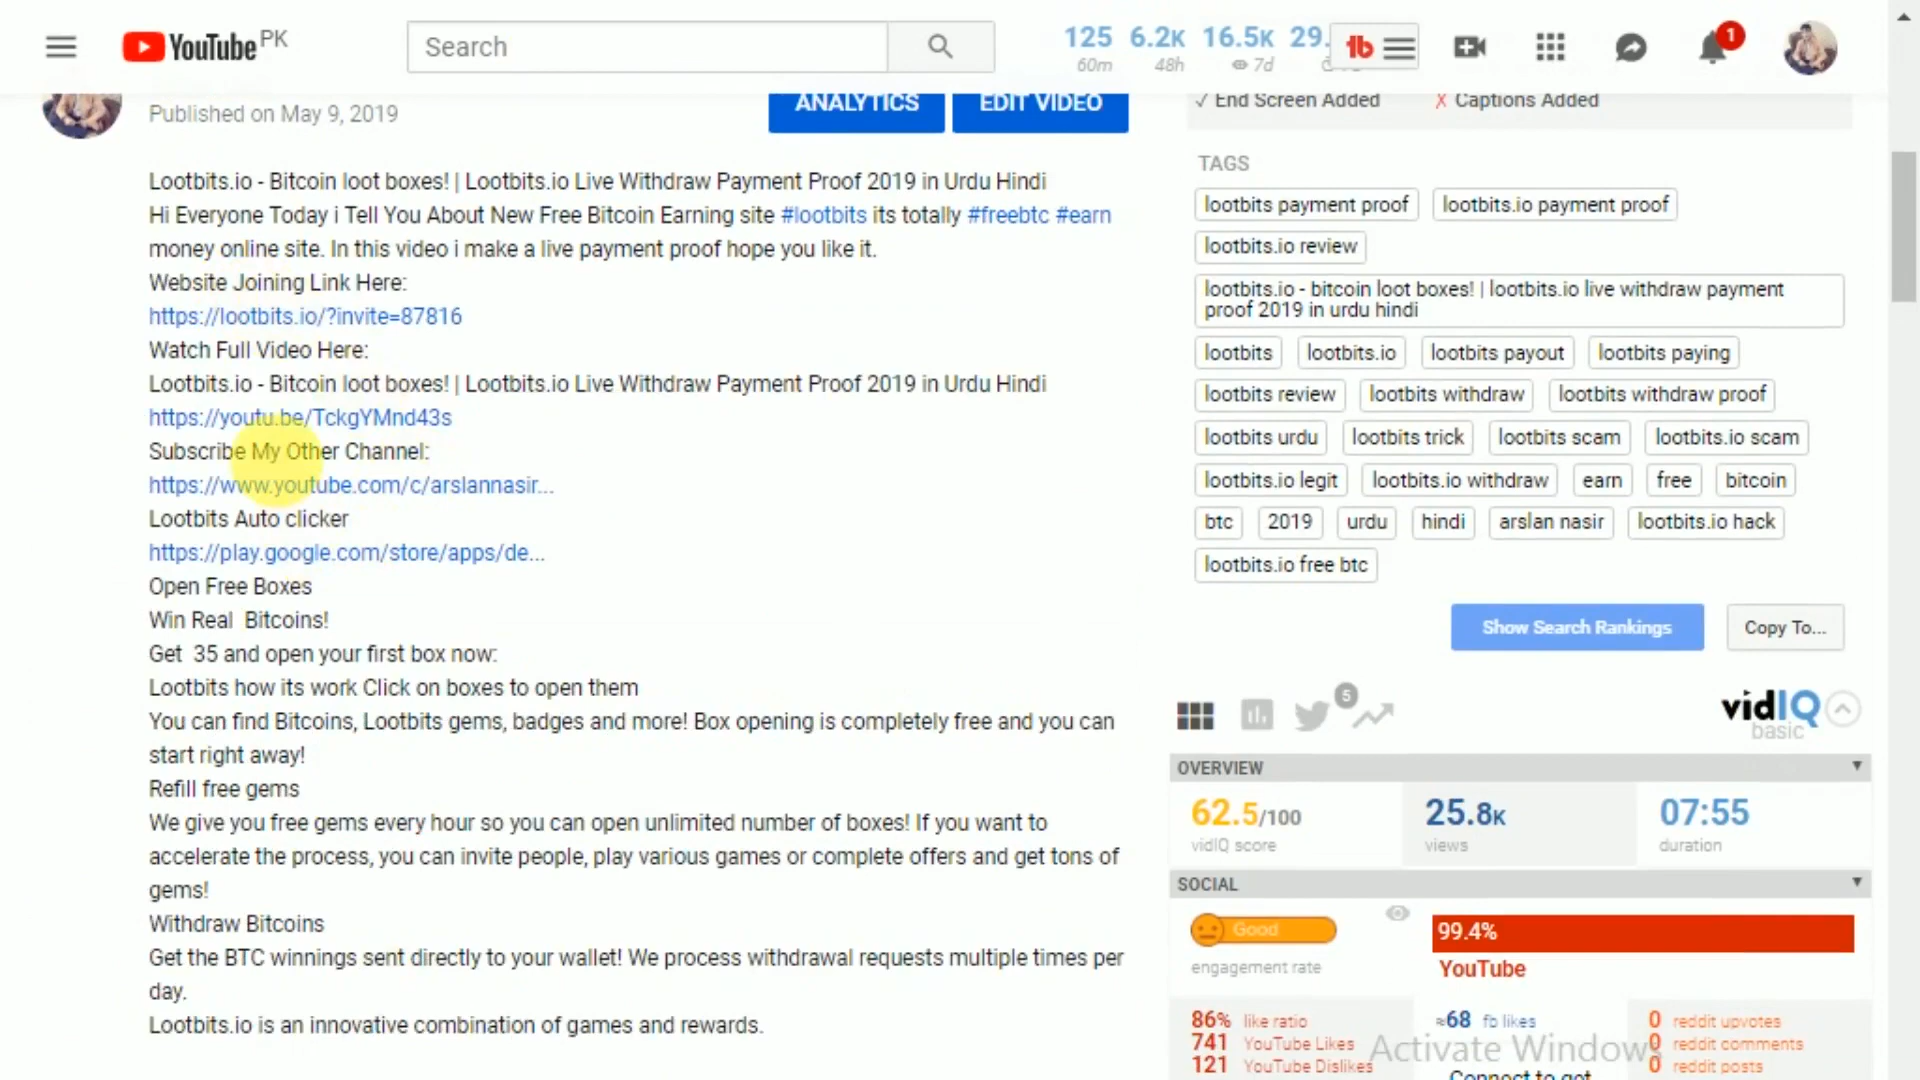 YouTube PK
Search
125 6.2K 16.5K 29.
60m 48h 7d
1
Published on May 9, 2019
ANALYTICS
EDIT VIDEO
Lootbits.io - Bitcoin loot boxes! | Lootbits.io Live Withdraw Payment Proof 2019 in Urdu Hindi
Hi Everyone Today i Tell You About New Free Bitcoin Earning site #lootbits its totally #freebtc #earn
money online site. In this video i make a live payment proof hope you like it.
Website Joining Link Here:
https://lootbits.io/?invite=87816
Watch Full Video Here:
Lootbits.io - Bitcoin loot boxes! | Lootbits.io Live Withdraw Payment Proof 2019 in Urdu Hindi
https://youtu.be/TckgYMnd43s
Subscribe My Other Channel:
https://www.youtube.com/c/arslannasir...
Lootbits Auto clicker
https://play.google.com/store/apps/de...
Open Free Boxes
Win Real Bitcoins!
Get 35 and open your first box now:
Lootbits how its work Click on boxes to open them
You can find Bitcoins, Lootbits gems, badges and more! Box opening is completely free and you can
start right away!
Refill free gems
We give you free gems every hour so you can open unlimited number of boxes! If you want to
accelerate the process, you can invite people, play various games or complete offers and get tons of
gems!
Withdraw Bitcoins
Get the BTC winnings sent directly to your wallet! We process withdrawal requests multiple times per
day.
Lootbits.io is an innovative combination of games and rewards.
✓ End Screen Added ✗ Captions Added
TAGS
lootbits payment proof lootbits.io payment proof
lootbits.io review
lootbits.io - bitcoin loot boxes! | lootbits.io live withdraw payment
proof 2019 in urdu hindi
lootbits lootbits.io lootbits payout lootbits paying
lootbits review lootbits withdraw lootbits withdraw proof
lootbits urdu lootbits trick lootbits scam lootbits.io scam
lootbits.io legit lootbits.io withdraw earn free bitcoin
btc 2019 urdu hindi arslan nasir lootbits.io hack
lootbits.io free btc
Show Search Rankings
Copy To...
5
vidIQ
basic
OVERVIEW
62.5/100 25.8K 07:55
vidIQ score views duration
SOCIAL
Good
engagement rate
99.4%
YouTube
86% like ratio ≈68 fb likes 0 reddit upvotes
741 YouTube Likes 0 reddit comments
121 YouTube Dislikes 0 reddit posts
Activate Windows
Connect to get